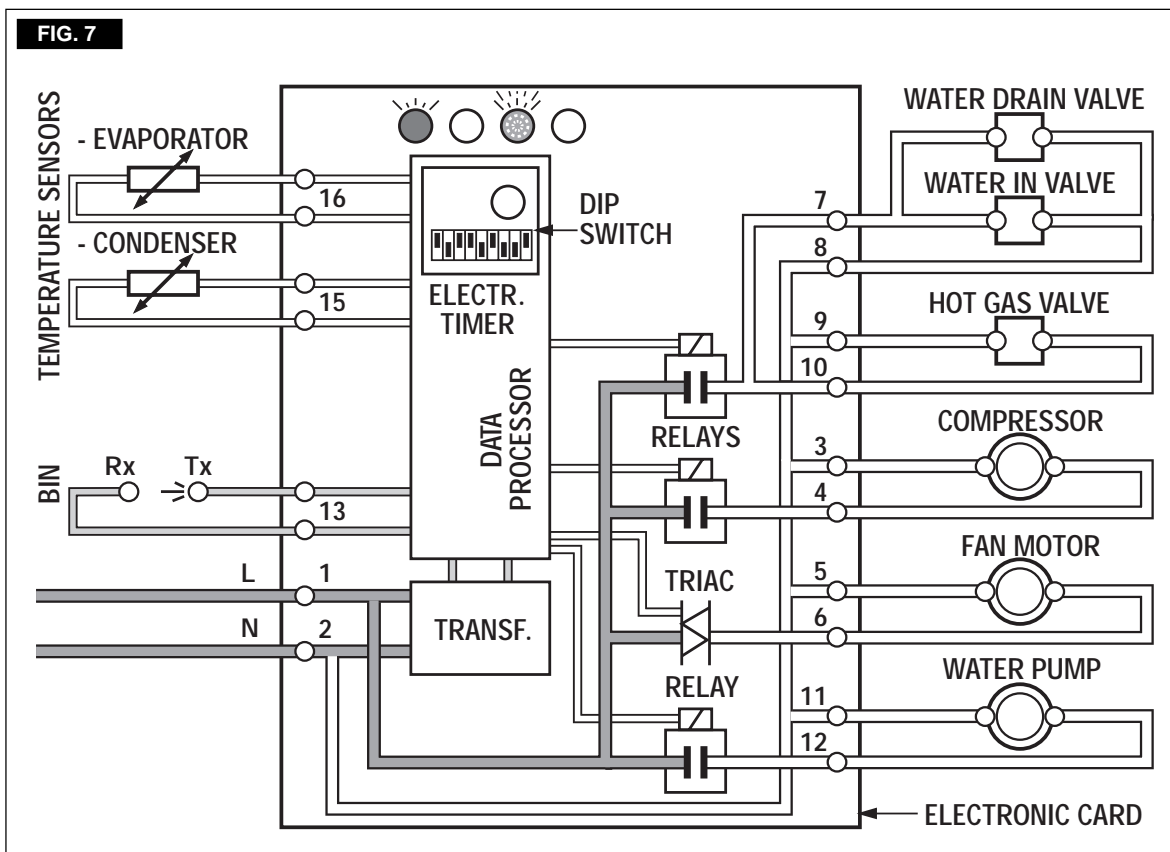 FIG. 7
TEMPERATURE SENSORS
- EVAPORATOR
16
- CONDENSER
15
BIN
Rx
Tx
13
L
1
N
2
DIP
SWITCH
ELECTR.
TIMER
DATA
PROCESSOR
TRANSF.
RELAYS
TRIAC
RELAY
7
8
9
10
3
4
5
6
11
12
WATER DRAIN VALVE
WATER IN VALVE
HOT GAS VALVE
COMPRESSOR
FAN MOTOR
WATER PUMP
ELECTRONIC CARD